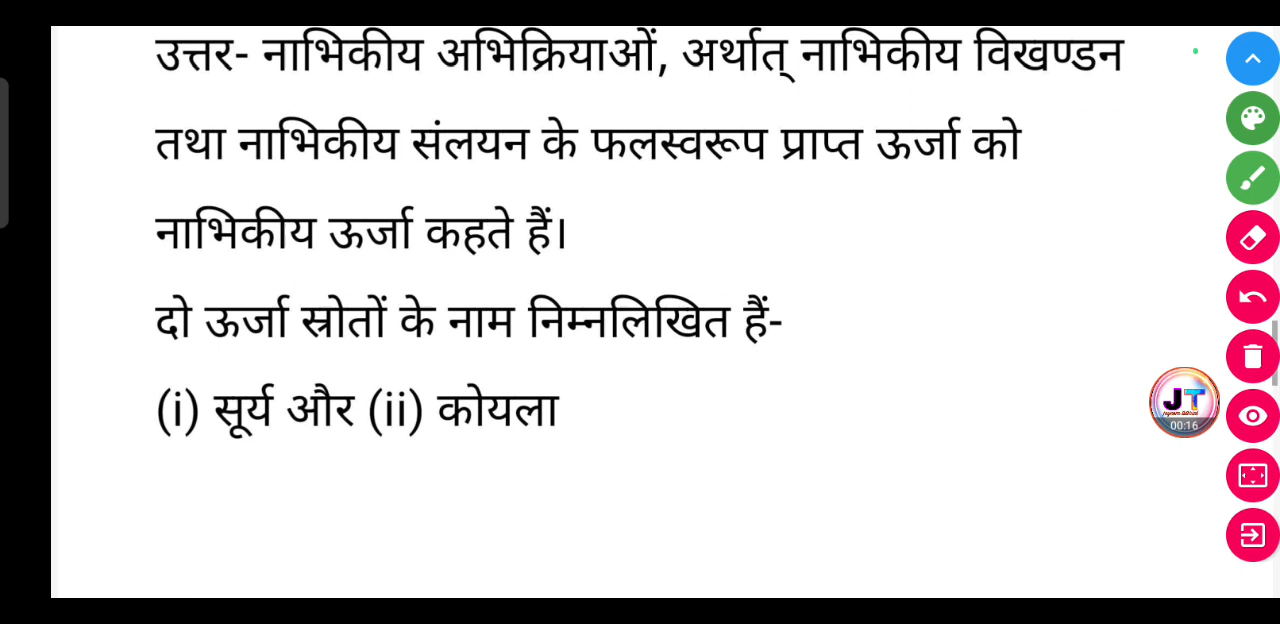 उत्तर- नाभिकीय अभिक्रियाओं, अर्थात् नाभिकीय विखण्डन
तथा नाभिकीय संलयन के फलस्वरूप प्राप्त ऊर्जा को
नाभिकीय ऊर्जा कहते हैं।
दो ऊर्जा स्रोतों के नाम निम्नलिखित हैं-
(i) सूर्य और (ii) कोयला
JT
00:16